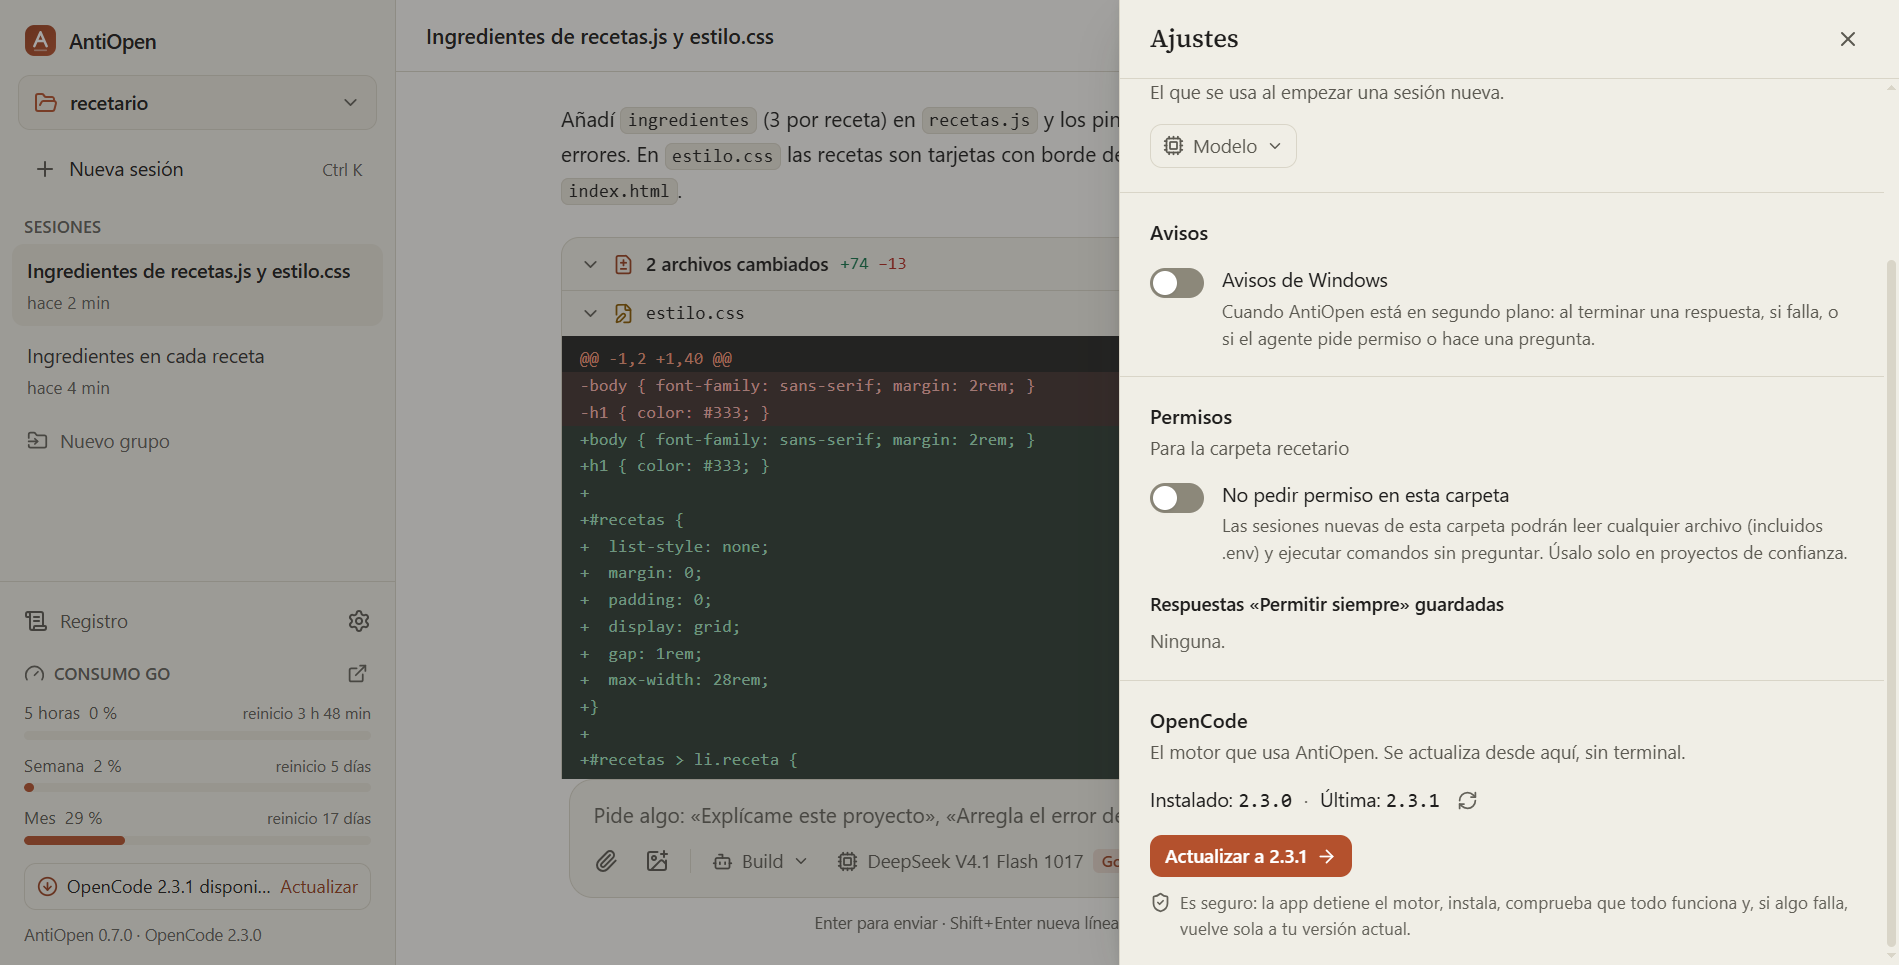 AntiOpen
recetario
Nueva sesión Ctrl K
SESIONES
Ingredientes de recetas.js y estilo.css
hace 2 min
Ingredientes en cada receta
hace 4 min
Nuevo grupo
Registro
CONSUMO GO
5 horas 0 % reinicio 3 h 48 min
Semana 2 % reinicio 5 días
Mes 29 % reinicio 17 días
OpenCode 2.3.1 disponi... Actualizar
AntiOpen 0.7.0 · OpenCode 2.3.0
Ingredientes de recetas.js y estilo.css
Añadí ingredientes (3 por receta) en recetas.js y los pin
errores. En estilo.css las recetas son tarjetas con borde de
index.html.
2 archivos cambiados +74 −13
estilo.css
@@ -1,2 +1,40 @@
-body { font-family: sans-serif; margin: 2rem; }
-h1 { color: #333; }
+body { font-family: sans-serif; margin: 2rem; }
+h1 { color: #333; }
+
+#recetas {
+  list-style: none;
+  margin: 0;
+  padding: 0;
+  display: grid;
+  gap: 1rem;
+  max-width: 28rem;
+}
+
+#recetas > li.receta {
Pide algo: «Explícame este proyecto», «Arregla el error de
Build DeepSeek V4.1 Flash 1017 Go
Enter para enviar · Shift+Enter nueva línea
Ajustes
El que se usa al empezar una sesión nueva.
Modelo
Avisos
Avisos de Windows
Cuando AntiOpen está en segundo plano: al terminar una respuesta, si falla, o
si el agente pide permiso o hace una pregunta.
Permisos
Para la carpeta recetario
No pedir permiso en esta carpeta
Las sesiones nuevas de esta carpeta podrán leer cualquier archivo (incluidos
.env) y ejecutar comandos sin preguntar. Úsalo solo en proyectos de confianza.
Respuestas «Permitir siempre» guardadas
Ninguna.
OpenCode
El motor que usa AntiOpen. Se actualiza desde aquí, sin terminal.
Instalado: 2.3.0 · Última: 2.3.1
Actualizar a 2.3.1 →
Es seguro: la app detiene el motor, instala, comprueba que todo funciona y, si algo falla,
vuelve sola a tu versión actual.